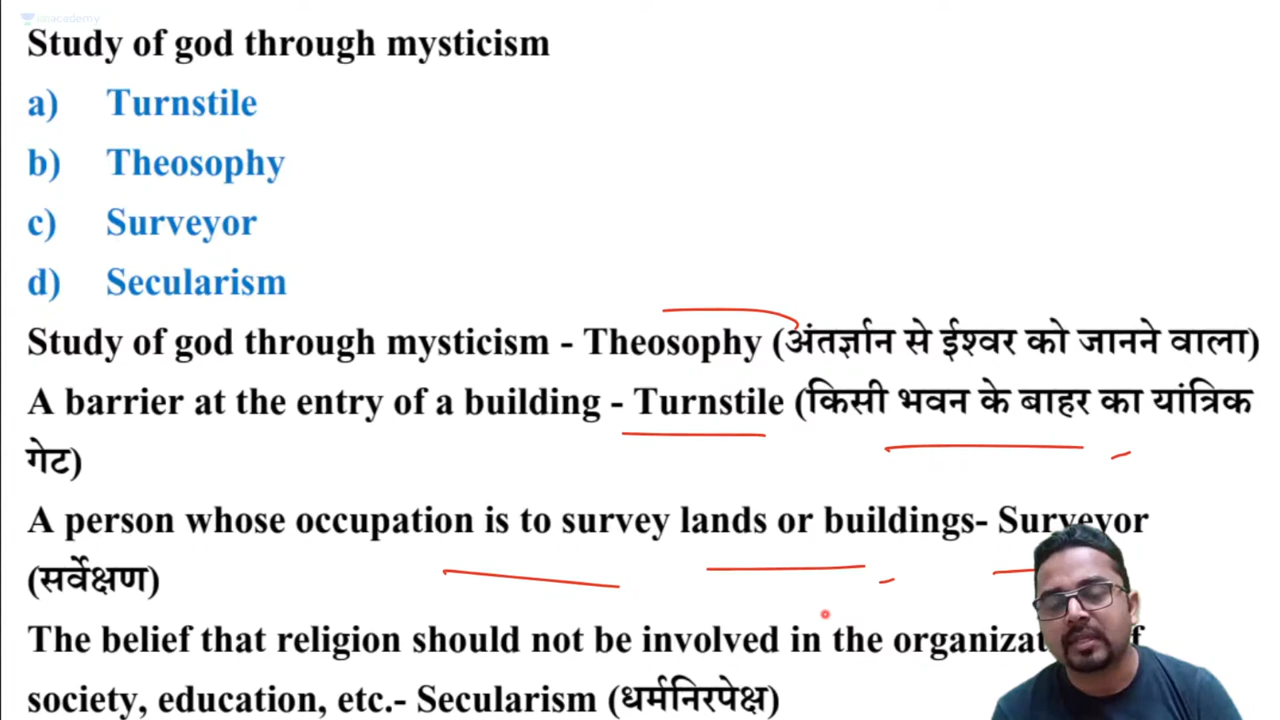 unacademy
Study of god through mysticism
a) Turnstile
b) Theosophy
c) Surveyor
d) Secularism
Study of god through mysticism - Theosophy (अंतर्ज्ञान से ईश्वर को जानने वाला)
A barrier at the entry of a building - Turnstile (किसी भवन के बाहर का यांत्रिक
गेट)
A person whose occupation is to survey lands or buildings- Surveyor
(सर्वेक्षण)
The belief that religion should not be involved in the
society, education, etc.- Secularism (धर्मनिरपेक्ष)